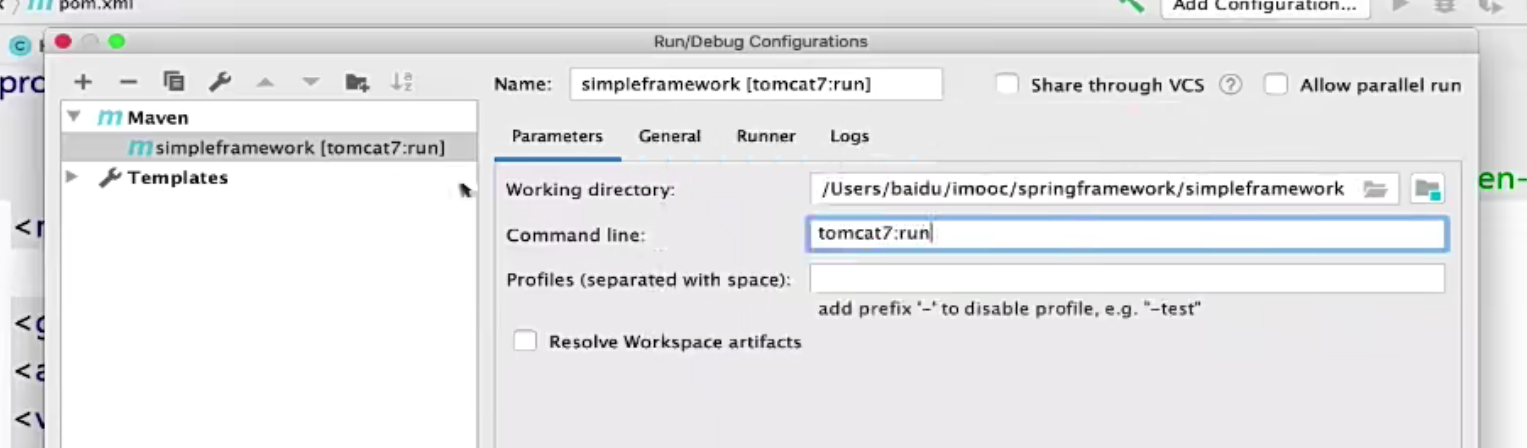 pom.xml
Add Configuration...
Run/Debug Configurations
Name: simpleframework [tomcat7:run]
Share through VCS ?
Allow parallel run
Maven
simpleframework [tomcat7:run]
Templates
Parameters General Runner Logs
Working directory: /Users/baidu/imooc/springframework/simpleframework
Command line: tomcat7:run
Profiles (separated with space):
add prefix '-' to disable profile, e.g. "-test"
Resolve Workspace artifacts
pro
en-
<g
<a
<v